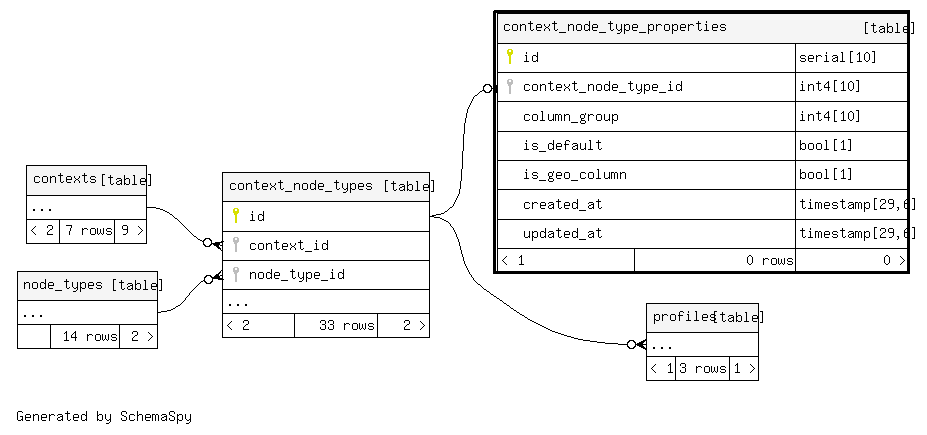 context_node_type_properties [table]
id serial[10]
context_node_type_id int4[10]
column_group int4[10]
is_default bool[1]
is_geo_column bool[1]
created_at timestamp[29,6]
updated_at timestamp[29,6]
< 1 0 rows 0 >
contexts [table]
...
< 2 7 rows 9 >
context_node_types [table]
id
context_id
node_type_id
...
< 2 33 rows 2 >
node_types [table]
...
14 rows 2 >
profiles [table]
...
< 1 3 rows 1 >
Generated by SchemaSpy